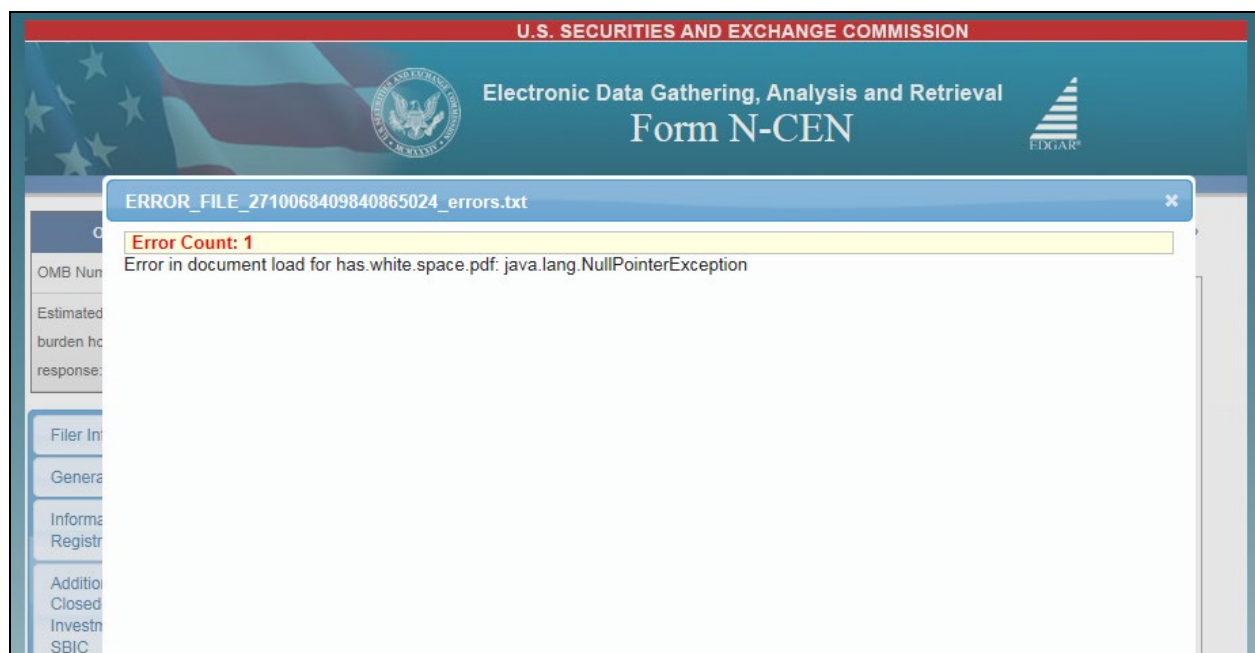 U.S. SECURITIES AND EXCHANGE COMMISSION
Electronic Data Gathering, Analysis and Retrieval
Form N-CEN
EDGAR®
ERROR_FILE_2710068409840865024_errors.txt
Error Count: 1
Error in document load for has.white.space.pdf: java.lang.NullPointerException
OMB Num
Estimated
burden ho
response:
Filer In
Genera
Informa
Registr
Additio
Closed
Investm
SBIC